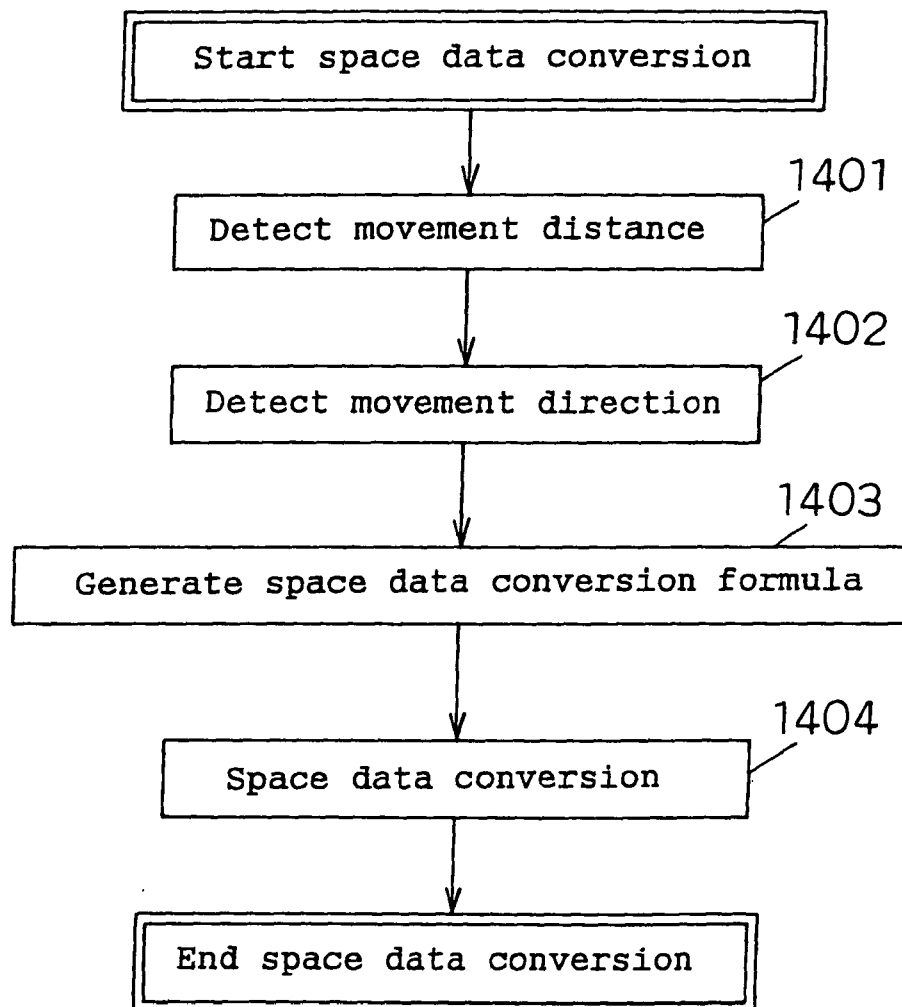 Start space data conversion
1401
Detect movement distance
1402
Detect movement direction
1403
Generate space data conversion formula
1404
Space data conversion
End space data conversion